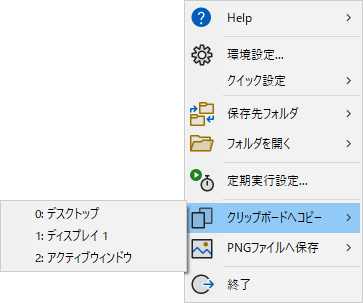 Help
環境設定...
クイック設定
保存先フォルダ
フォルダを開く
定期実行設定...
クリップボードへコピー
0: デスクトップ
1: ディスプレイ 1
2: アクティブウィンドウ
PNGファイルへ保存
終了